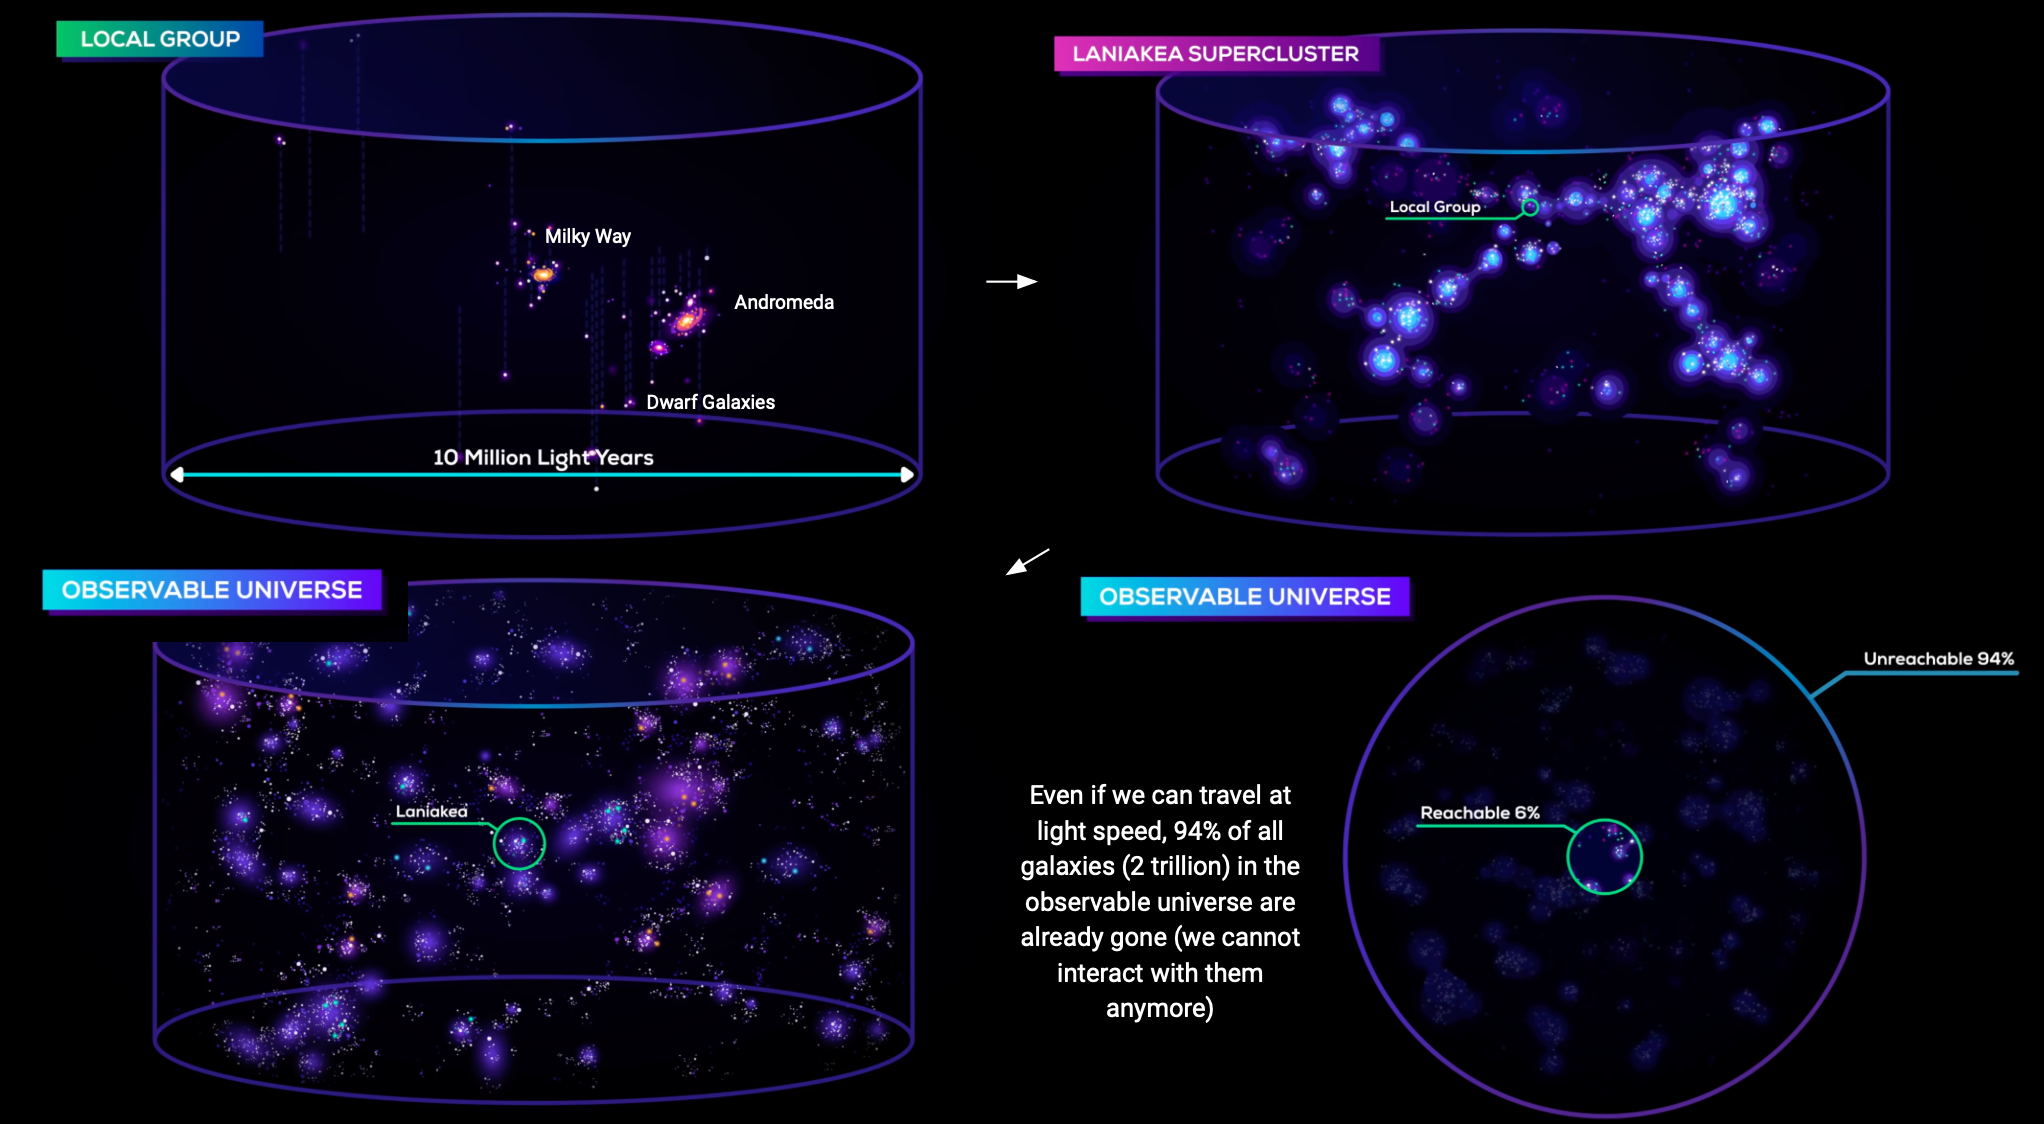 LOCAL GROUP
Milky Way
Andromeda
Dwarf Galaxies
10 Million Light Years
LANIAKEA SUPERCLUSTER
Local Group
OBSERVABLE UNIVERSE
Laniakea
OBSERVABLE UNIVERSE
Unreachable 94%
Reachable 6%
Even if we can travel at
light speed, 94% of all
galaxies (2 trillion) in the
observable universe are
already gone (we cannot
interact with them
anymore)